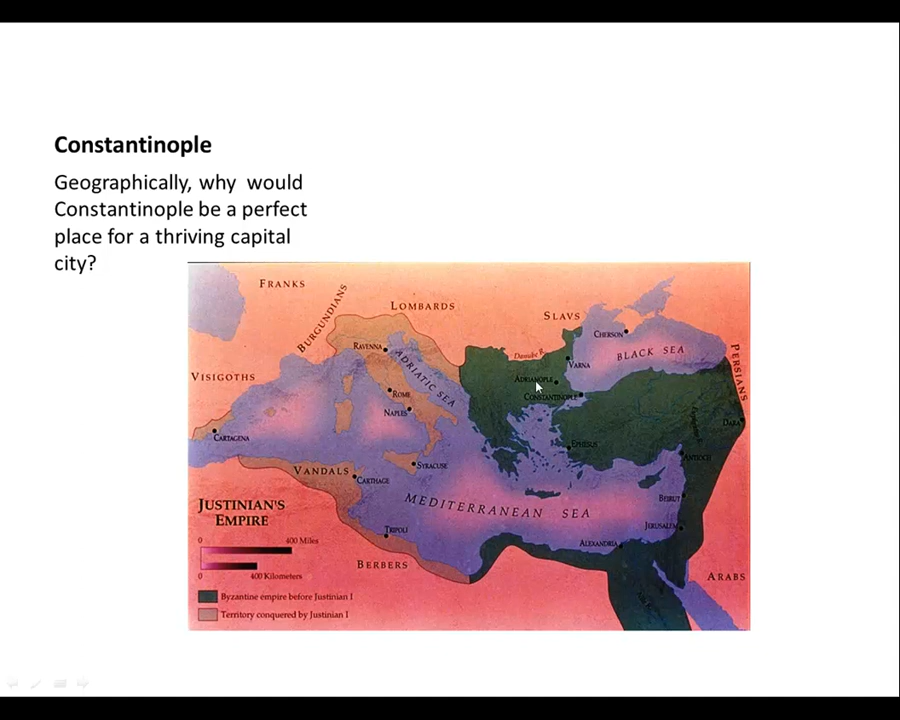 Constantinople
Geographically, why would
Constantinople be a perfect
place for a thriving capital
city?
FRANKS
BURGUNDIANS
LOMBARDS
SLAVS
CHERSON
RAVENNA
ADRIATIC SEA
Danube R.
VARNA
BLACK SEA
PERSIANS
VISIGOTHS
ROME
NAPLES
ADRIANOPLE
CONSTANTINOPLE
DARA
CARTAGENA
EPHESUS
ANTIOCH
VANDALS
CARTHAGE
SYRACUSE
MEDITERRANEAN SEA
BEIRUT
JUSTINIAN'S
EMPIRE
TRIPOLI
JERUSALEM
ALEXANDRIA
0 400 Miles
BERBERS
0 400 Kilometers
ARABS
Byzantine empire before Justinian I
Territory conquered by Justinian I